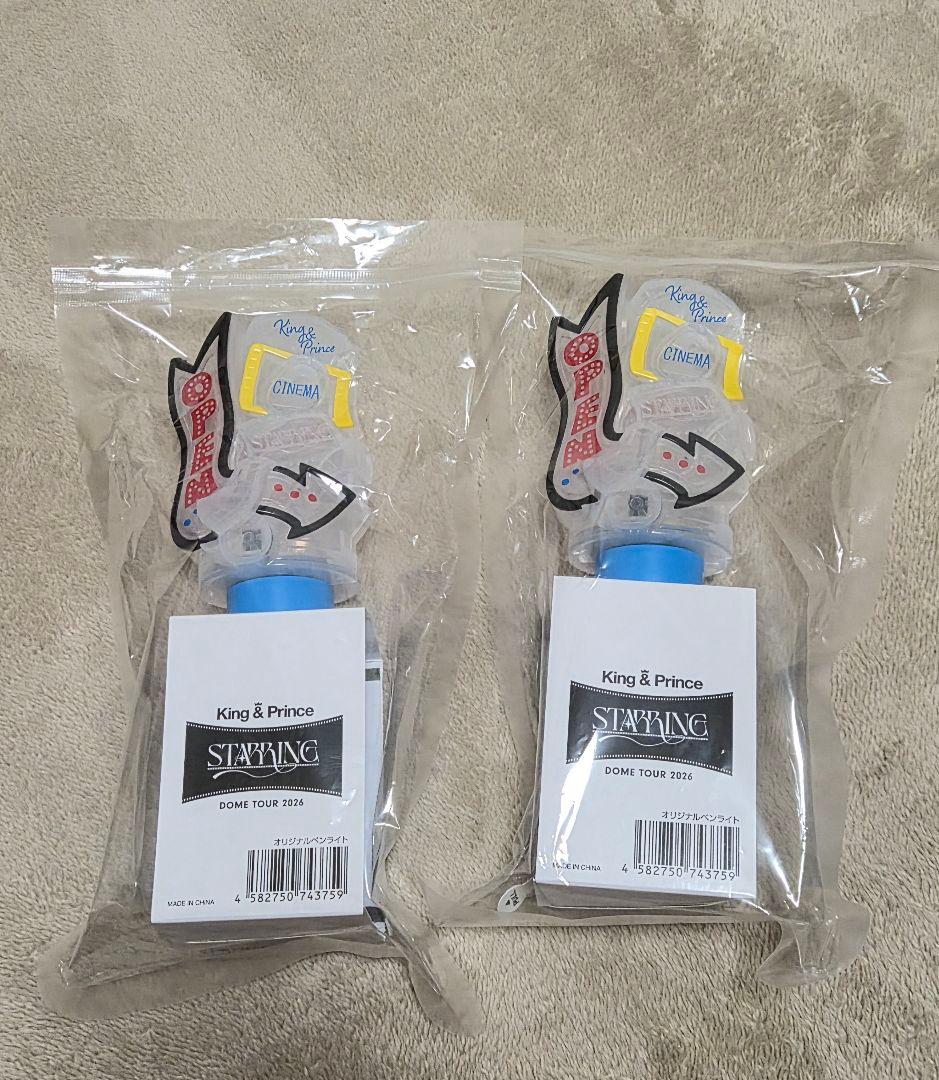 King &
Prince
CINEMA
OPEN
STARRING
King & Prince
STARRING
DOME TOUR 2026
オリジナルペンライト
MADE IN CHINA
4 582750 743759
King &
Prince
CINEMA
OPEN
STARRING
King & Prince
STARRING
DOME TOUR 2026
オリジナルペンライト
MADE IN CHINA
4 582750 743759